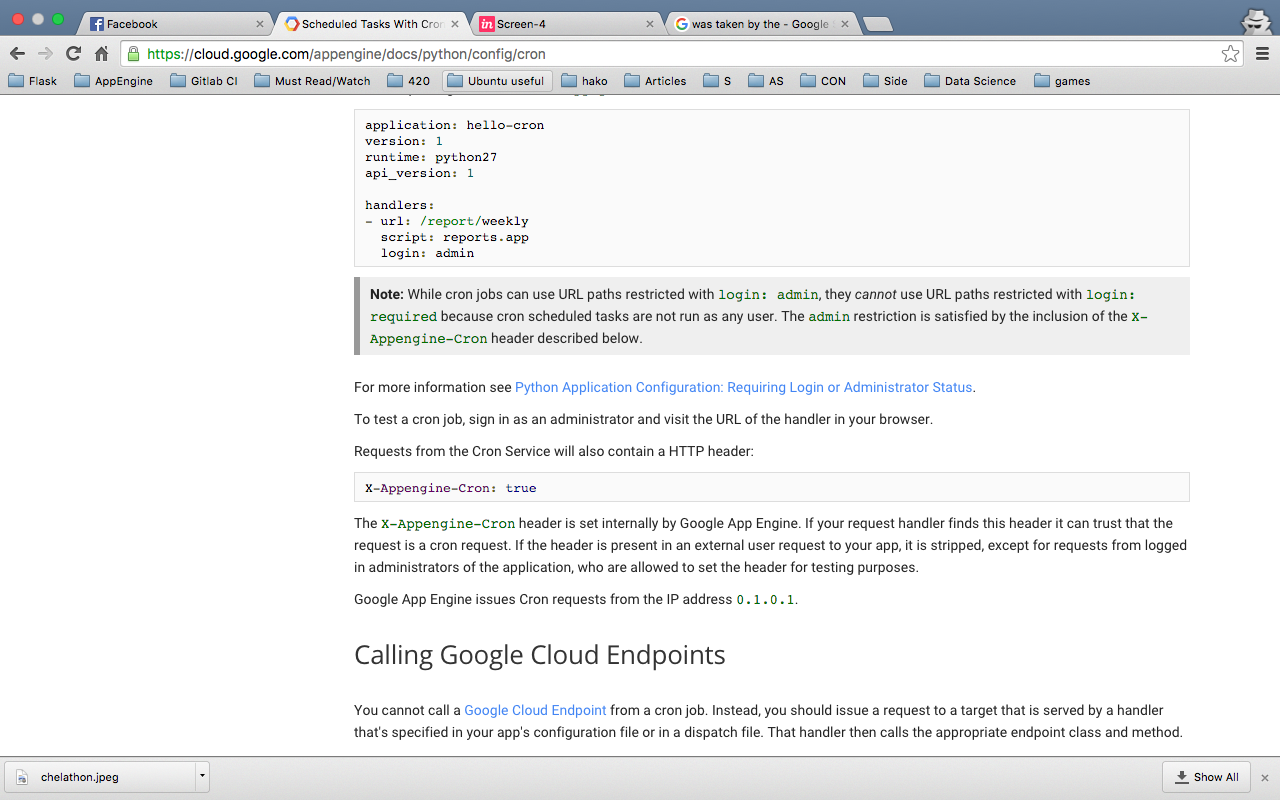 Facebook
Scheduled Tasks With Cron
Screen-4
was taken by the - Google
https://cloud.google.com/appengine/docs/python/config/cron
Flask AppEngine Gitlab CI Must Read/Watch 420 Ubuntu useful hako Articles S AS CON Side Data Science games
application: hello-cron
version: 1
runtime: python27
api_version: 1
handlers:
- url: /report/weekly
script: reports.app
login: admin
Note: While cron jobs can use URL paths restricted with login: admin, they cannot use URL paths restricted with login:
required because cron scheduled tasks are not run as any user. The admin restriction is satisfied by the inclusion of the X-
Appengine-Cron header described below.
For more information see Python Application Configuration: Requiring Login or Administrator Status.
To test a cron job, sign in as an administrator and visit the URL of the handler in your browser.
Requests from the Cron Service will also contain a HTTP header:
X-Appengine-Cron: true
The X-Appengine-Cron header is set internally by Google App Engine. If your request handler finds this header it can trust that the
request is a cron request. If the header is present in an external user request to your app, it is stripped, except for requests from logged
in administrators of the application, who are allowed to set the header for testing purposes.
Google App Engine issues Cron requests from the IP address 0.1.0.1.
Calling Google Cloud Endpoints
You cannot call a Google Cloud Endpoint from a cron job. Instead, you should issue a request to a target that is served by a handler
that's specified in your app's configuration file or in a dispatch file. That handler then calls the appropriate endpoint class and method.
chelathon.jpeg
Show All